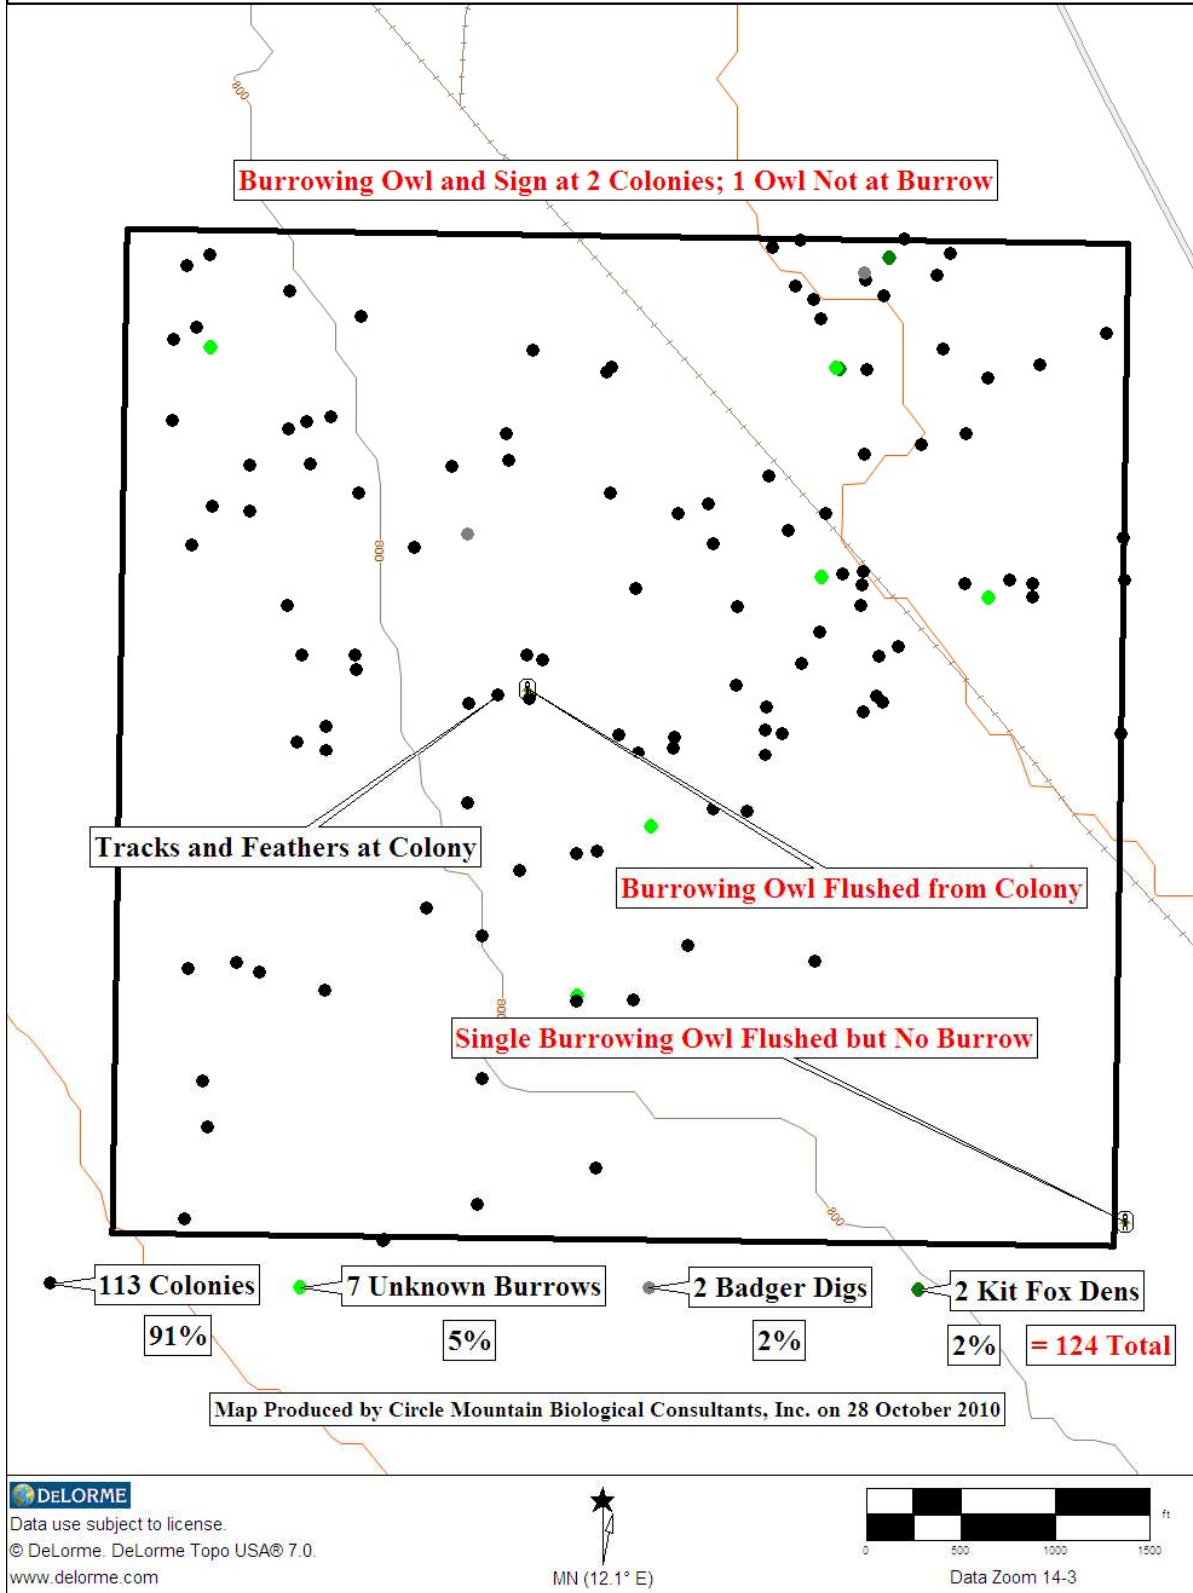 800
Burrowing Owl and Sign at 2 Colonies; 1 Owl Not at Burrow
800
Tracks and Feathers at Colony
Burrowing Owl Flushed from Colony
800
Single Burrowing Owl Flushed but No Burrow
800
113 Colonies
7 Unknown Burrows
2 Badger Digs
2 Kit Fox Dens
91%
5%
2%
2%
= 124 Total
Map Produced by Circle Mountain Biological Consultants, Inc. on 28 October 2010
DELORME
Data use subject to license.
© DeLorme. DeLorme Topo USA® 7.0.
www.delorme.com
MN (12.1° E)
ft
0 500 1000 1500
Data Zoom 14-3